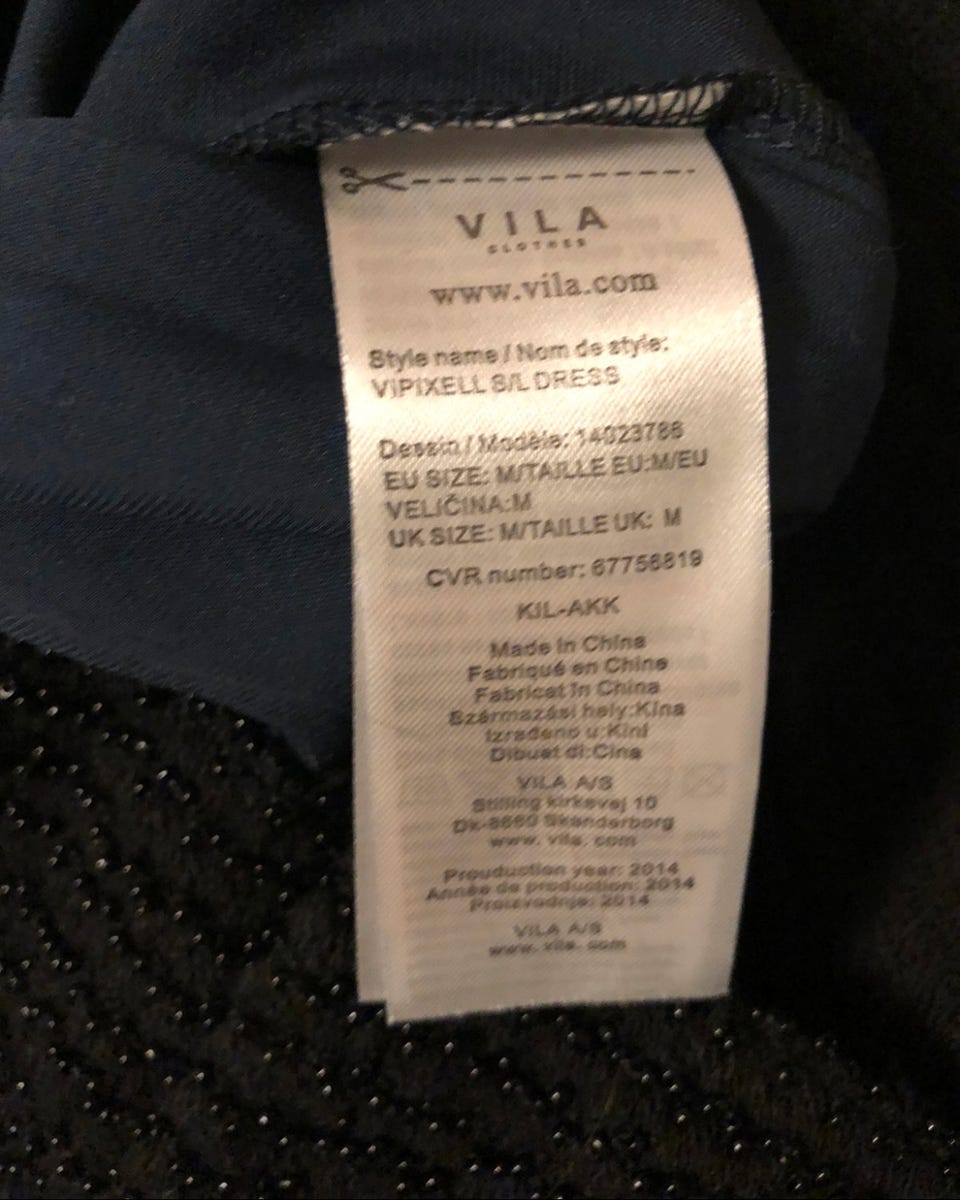 VILA
CLOTHES
www.vila.com
Style name / Nom de style:
VIPIXELL S/L DRESS
Dessin / Modèle: 14023786
EU SIZE: M/TAILLE EU:M/EU
VELIČINA:M
UK SIZE: M/TAILLE UK: M
CVR number: 67756819
KIL-AKK
Made in China
Fabriqué en Chine
Fabricat în China
Származási hely:Kína
Izrađeno u:Kini
Dibuat di:Cina
VILA A/S
Stilling kirkevej 10
Dk-8660 Skanderborg
www. vila. com
Prouduction year: 2014
Année de production: 2014
Proizvodnje: 2014
VILA A/S
www. vila. com